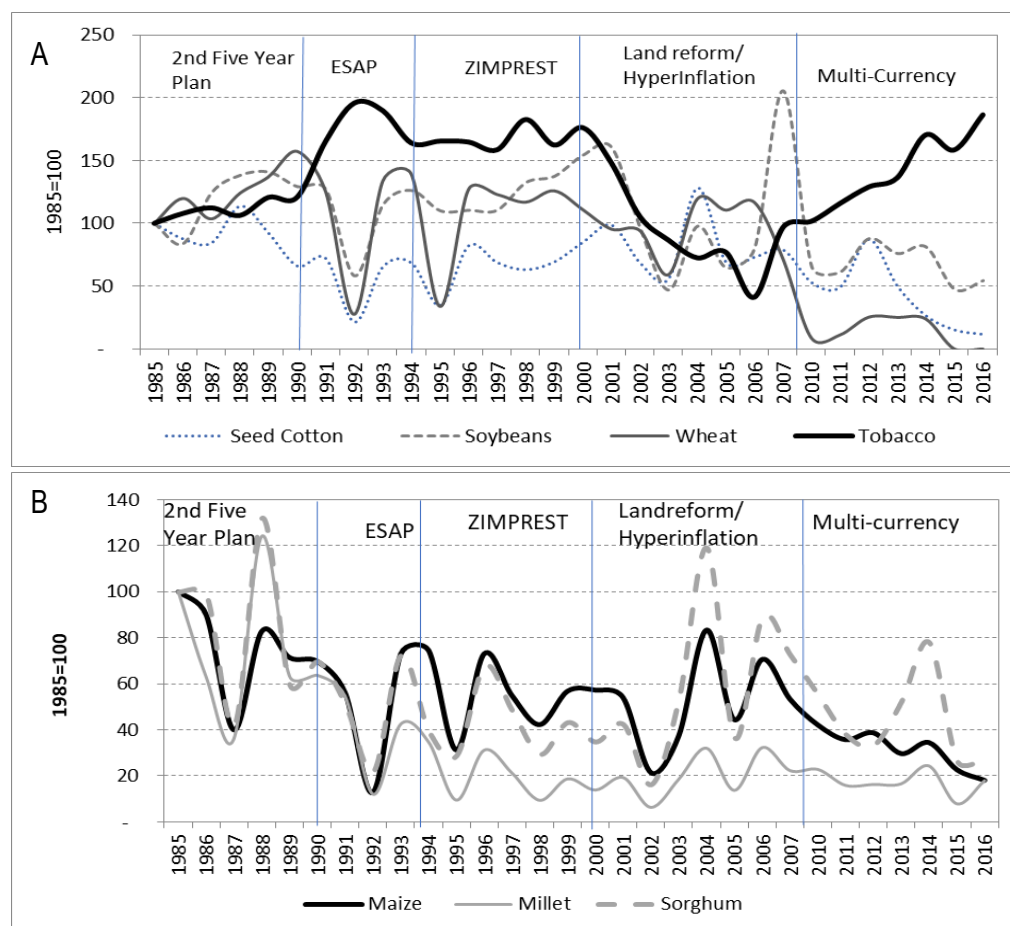 A
250
200
150
100
50
-
1985=100
2nd Five Year
Plan
ESAP
ZIMPREST
Land reform/
HyperInflation
Multi-Currency
1985 1986 1987 1988 1989 1990 1991 1992 1993 1994 1995 1996 1997 1998 1999 2000 2001 2002 2003 2004 2005 2006 2007 2010 2011 2012 2013 2014 2015 2016
Seed Cotton Soybeans Wheat Tobacco
B
140
120
100
80
60
40
20
-
1985=100
2nd Five
Year Plan
ESAP
ZIMPREST
Landreform/
Hyperinflation
Multi-currency
1985 1986 1987 1988 1989 1990 1991 1992 1993 1994 1995 1996 1997 1998 1999 2000 2001 2002 2003 2004 2005 2006 2007 2010 2011 2012 2013 2014 2015 2016
Maize Millet Sorghum